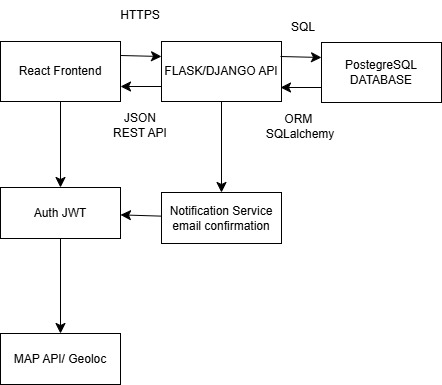 HTTPS
SQL
React Frontend
FLASK/DJANGO API
PostegreSQL
DATABASE
JSON
REST API
ORM
SQLalchemy
Auth JWT
Notification Service
email confirmation
MAP API/ Geoloc